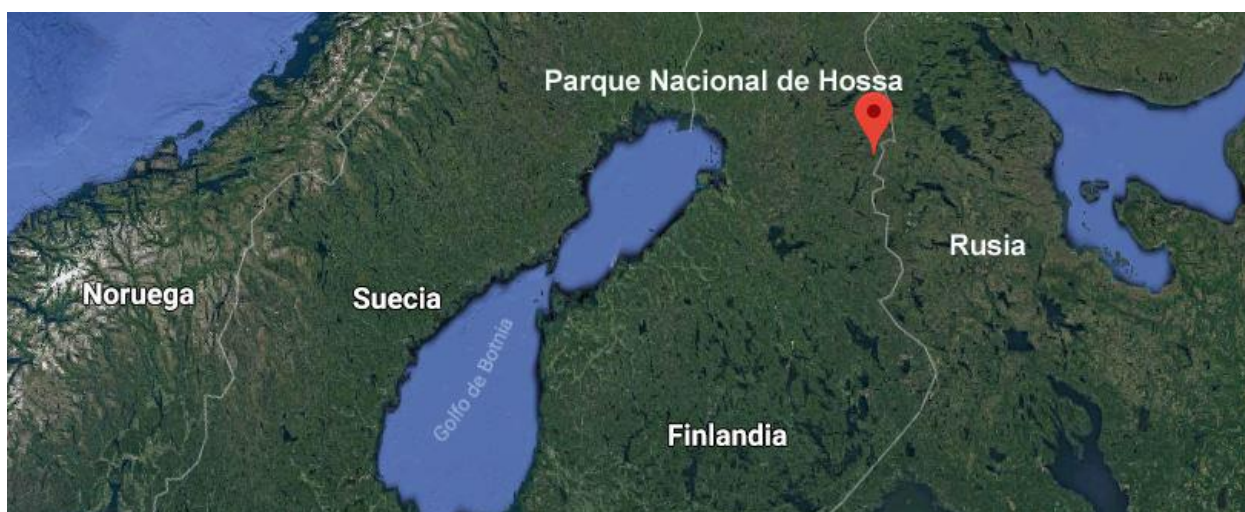 Parque Nacional de Hossa
Rusia
Noruega
Suecia
Golfo de Botnia
Finlandia